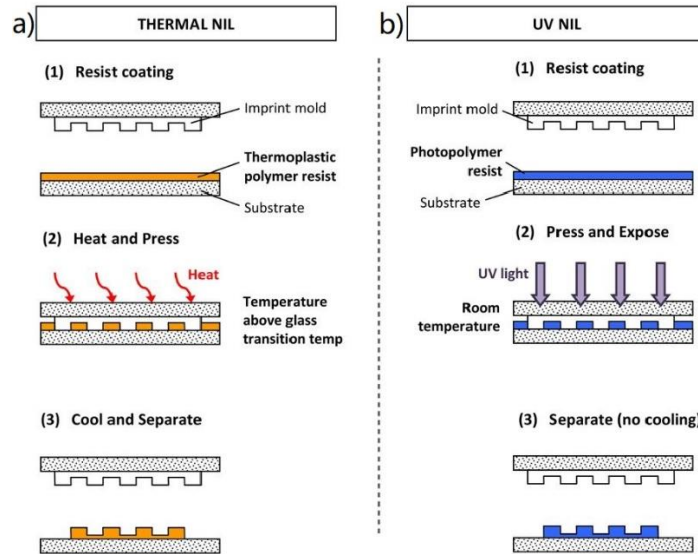 a)
THERMAL NIL
(1) Resist coating
Imprint mold
Thermoplastic
polymer resist
Substrate
(2) Heat and Press
Heat
Temperature
above glass
transition temp
(3) Cool and Separate
b)
UV NIL
(1) Resist coating
Imprint mold
Photopolymer
resist
Substrate
(2) Press and Expose
UV light
Room
temperature
(3) Separate (no cooling)